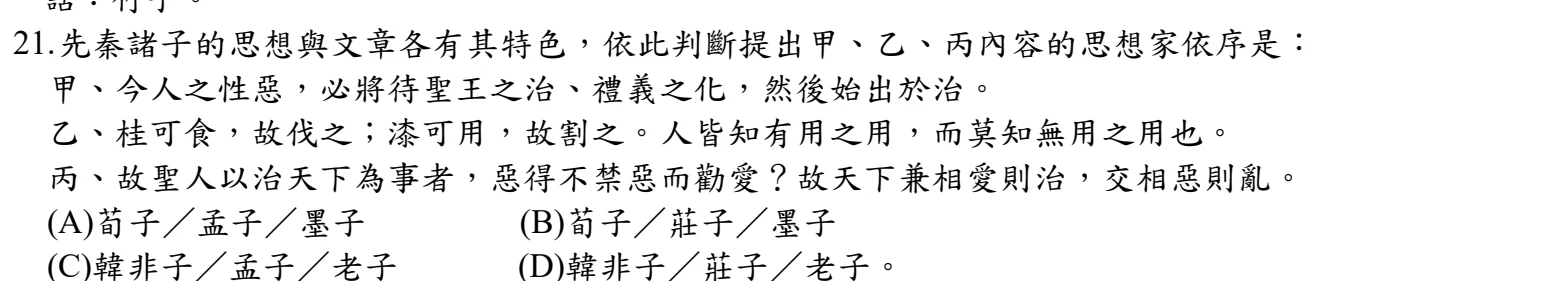 21.先秦諸子的思想與文章各有其特色，依此判斷提出甲、乙、丙內容的思想家依序是：
甲、今人之性惡，必將待聖王之治、禮義之化，然後始出於治。
乙、桂可食，故伐之；漆可用，故割之。人皆知有用之用，而莫知無用之用也。
丙、故聖人以治天下為事者，惡得不禁惡而勸愛？故天下兼相愛則治，交相惡則亂。
(A)荀子／孟子／墨子 (B)荀子／莊子／墨子
(C)韓非子／孟子／老子 (D)韓非子／莊子／老子。